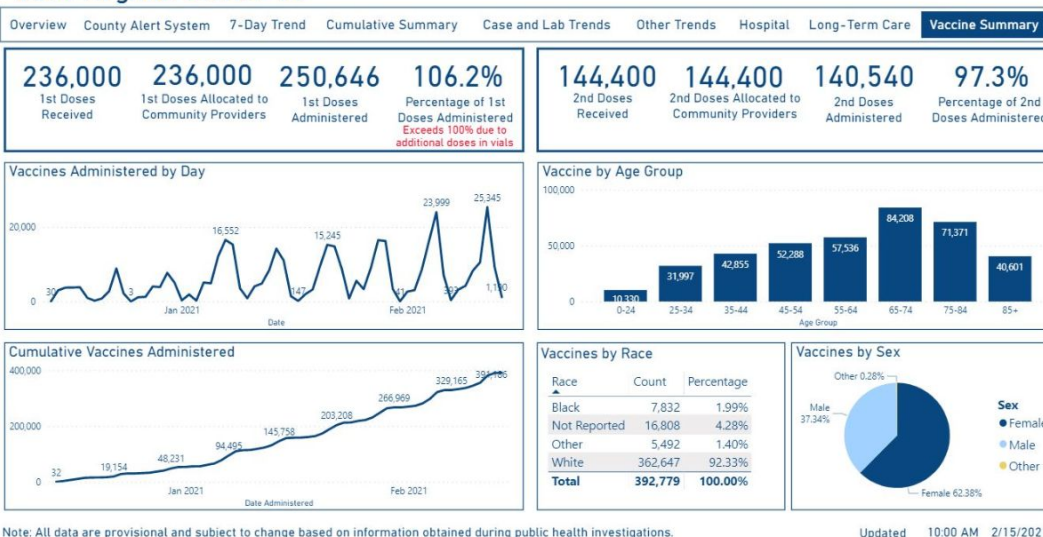 Overview County Alert System 7-Day Trend Cumulative Summary Case and Lab Trends Other Trends Hospital Long-Term Care Vaccine Summary
236,000
1st Doses
Received
236,000
1st Doses Allocated to
Community Providers
250,646
1st Doses
Administered
106.2%
Percentage of 1st
Doses Administered
Exceeds 100% due to
additional doses in vials
144,400
2nd Doses
Received
144,400
2nd Doses Allocated to
Community Providers
140,540
2nd Doses
Administered
97.3%
Percentage of 2nd
Doses Administered
Vaccines Administered by Day
20,000
0
30
3
16,552
147
15,245
41
23,999
393
25,345
1,190
Jan 2021
Feb 2021
Date
Vaccine by Age Group
100,000
50,000
0
10,330
31,997
42,855
52,288
57,536
84,208
71,371
40,601
0-24 25-34 35-44 45-54 55-64 65-74 75-84 85+
Age Group
Cumulative Vaccines Administered
400,000
200,000
0
32
19,154
48,231
94,495
145,758
203,208
266,969
329,165
Jan 2021
Feb 2021
Date Administered
Vaccines by Race
Race Count Percentage
Black 7,832 1.99%
Not Reported 16,808 4.28%
Other 5,492 1.40%
White 362,647 92.33%
Total 392,779 100.00%
Vaccines by Sex
Other 0.28%
Male
37.34%
Female 62.38%
Sex
Female
Male
Other
Note: All data are provisional and subject to change based on information obtained during public health investigations.
Updated 10:00 AM 2/15/202